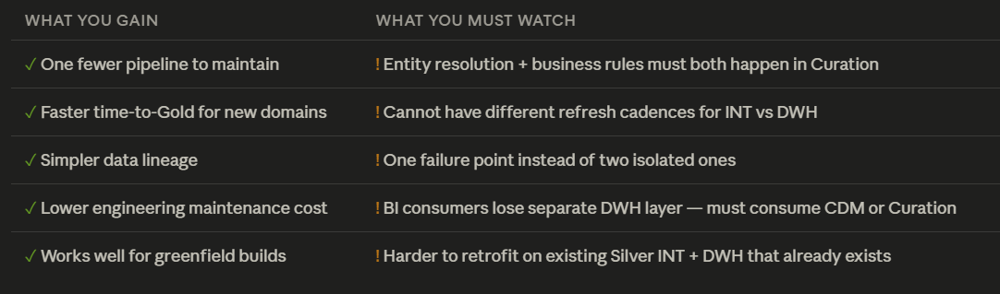 WHAT YOU GAIN WHAT YOU MUST WATCH
✓ One fewer pipeline to maintain ! Entity resolution + business rules must both happen in Curation
✓ Faster time-to-Gold for new domains ! Cannot have different refresh cadences for INT vs DWH
✓ Simpler data lineage ! One failure point instead of two isolated ones
✓ Lower engineering maintenance cost ! BI consumers lose separate DWH layer — must consume CDM or Curation
✓ Works well for greenfield builds ! Harder to retrofit on existing Silver INT + DWH that already exists